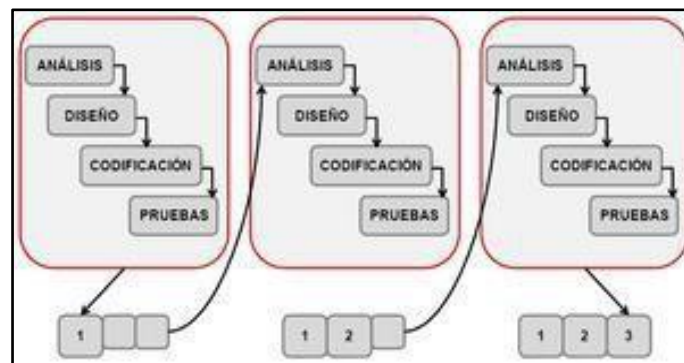 ANÁLISIS
DISEÑO
CODIFICACIÓN
PRUEBAS
ANÁLISIS
DISEÑO
CODIFICACIÓN
PRUEBAS
ANÁLISIS
DISEÑO
CODIFICACIÓN
PRUEBAS
1
1 2
1 2 3